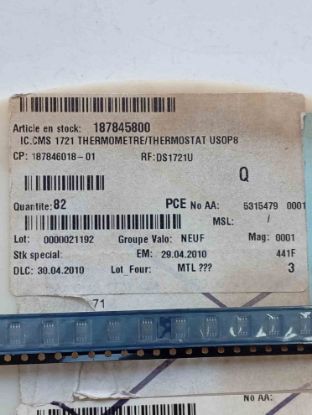 Article en stock: 187845800
IC.CMS 1721 THERMOMETRE/THERMOSTAT USOP8
CP: 187846018-01 RF:DS1721U
Q
Quantite: 82 PCE No AA: 5315479 0001
MSL: /
Lot: 0000021192 Groupe Valo: NEUF Mag: 0001
Stk special: EM: 29.04.2010 441F
DLC: 30.04.2010 Lot_Four: MTL ??? 3
71
No AA: